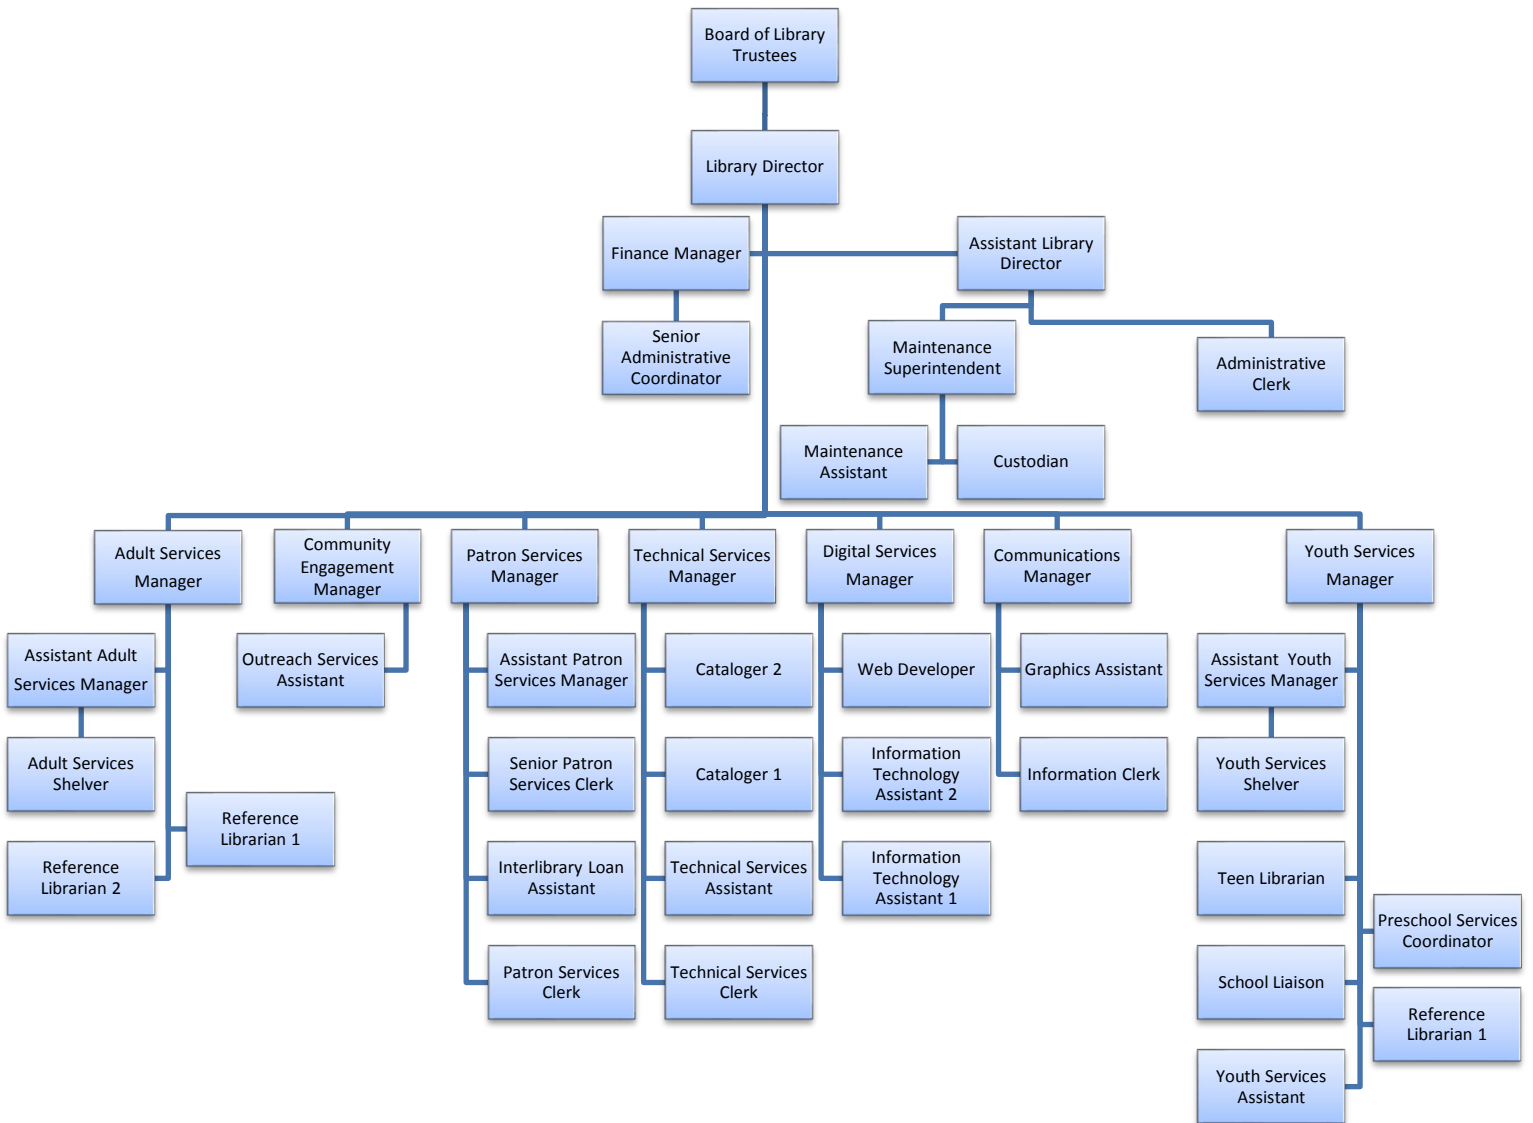 Board of Library
Trustees
Library Director
Finance Manager
Assistant Library
Director
Senior
Administrative
Coordinator
Maintenance
Superintendent
Administrative
Clerk
Maintenance
Assistant
Custodian
Adult Services
Manager
Community
Engagement
Manager
Patron Services
Manager
Technical Services
Manager
Digital Services
Manager
Communications
Manager
Youth Services
Manager
Assistant Adult
Services Manager
Outreach Services
Assistant
Assistant Patron
Services Manager
Cataloger 2
Web Developer
Graphics Assistant
Assistant Youth
Services Manager
Adult Services
Shelver
Senior Patron
Services Clerk
Cataloger 1
Information
Technology
Assistant 2
Information Clerk
Youth Services
Shelver
Reference
Librarian 1
Reference
Librarian 2
Interlibrary Loan
Assistant
Technical Services
Assistant
Information
Technology
Assistant 1
Teen Librarian
Preschool Services
Coordinator
Patron Services
Clerk
Technical Services
Clerk
School Liaison
Reference
Librarian 1
Youth Services
Assistant